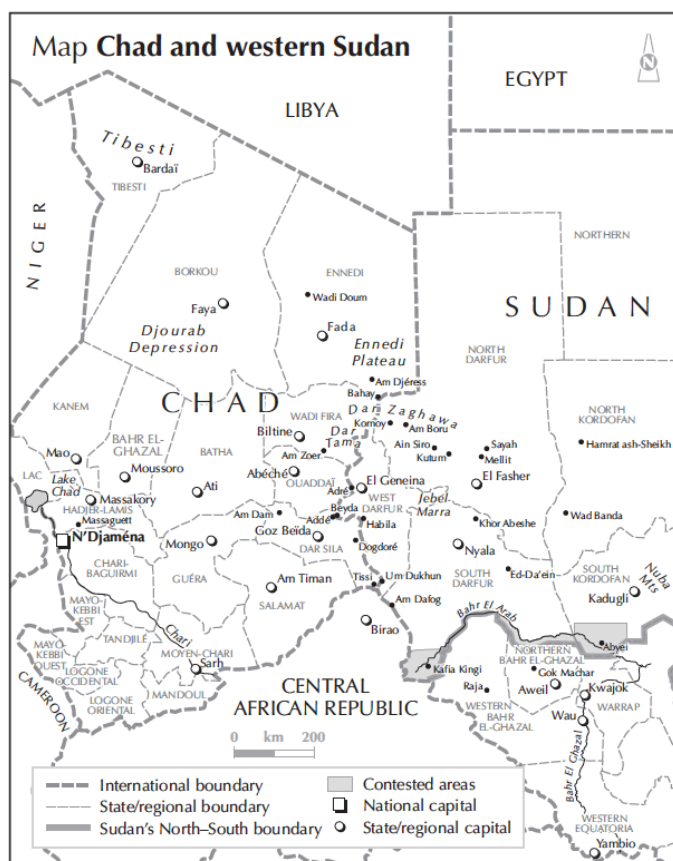 Map Chad and western Sudan
N
EGYPT
LIBYA
NIGER
Tibesti
Bardaï
TIBESTI
NORTHERN
BORKOU
ENNEDI
Wadi Doum
Faya
SUDAN
Fada
Djourab
Depression
Ennedi
Plateau
NORTH
DARFUR
Am Djéress
Bahay
KANEM
CHAD
WADI FIRA
Dar Zaghawa
Kornoy
Am Boru
NORTH
KORDOFAN
Biltine
Dar
Tama
BAHR EL-
GHAZAL
BATHA
Am Zoer
Ain Siro
Kutum
Sayah
Mellit
Hamrat ash-Sheikh
Mao
LAC
Lake
Chad
Moussoro
Abéché
OUADDAÏ
El Geneina
El Fasher
Massakory
Ati
Adré
WEST
DARFUR
Jebel
Marra
HADJER-LAMIS
Massaguett
Am Dam
Beyda
Addé
Habila
Khor Abeshe
Wad Banda
N'Djaména
Mongo
Goz Beïda
DAR SILA
Dogdoré
Nyala
CHARI-
BAGUIRMI
GUÉRA
Am Timan
Tissi
Um Dukhun
SOUTH
DARFUR
Ed-Da'ein
SOUTH
KORDOFAN
Nuba
Mts
Kadugli
MAYO-
KEBBI
EST
SALAMAT
Am Dafog
Birao
Bahr El Arab
Chari
TANDJILÉ
MOYEN-CHARI
MAYO-
KEBBI
OUEST
LOGONE
OCCIDENTAL
Sarh
MANDOUL
LOGONE
ORIENTAL
CAMEROON
CENTRAL
AFRICAN REPUBLIC
Kafia Kingi
NORTHERN
BAHR EL-GHAZAL
Abyei
Gok Machar
Raja
Aweil
Kwajok
WESTERN
BAHR
EL-GHAZAL
WARRAP
Wau
Bahr El Ghazal
WESTERN
EQUATORIA
Yambio
0 km 200
International boundary
State/regional boundary
Sudan's North–South boundary
Contested areas
National capital
State/regional capital